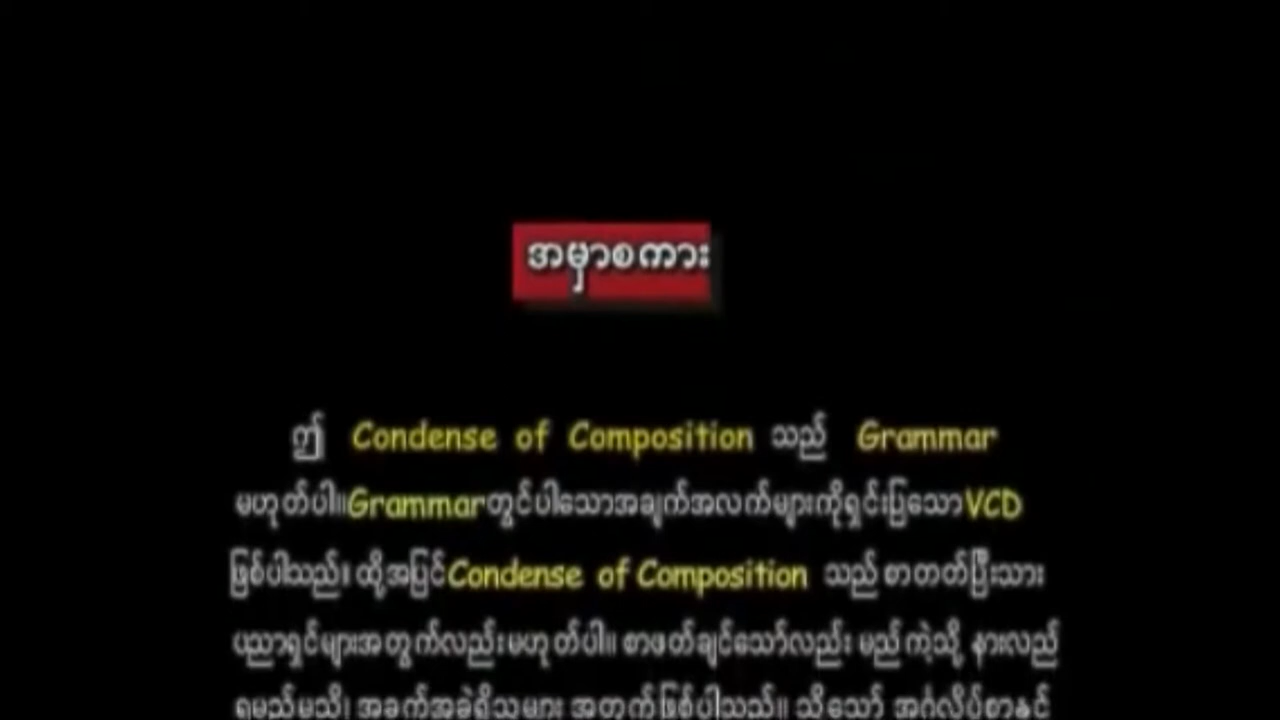 အမှာစကား
ဤ Condense of Composition သည် Grammar
မဟုတ်ပါ။Grammarတွင်ပါသောအချက်အလက်များကိုရှင်းပြသောVCD
ဖြစ်ပါသည်။ ထို့အပြင်Condense of Composition သည် စာတတ်ပြီးသား
ပညာရှင်များအတွက်လည်းမဟုတ်ပါ။ စာဖတ်ချင်သော်လည်း မည်ကဲ့သို့ နားလည်
ရမည်မသိ၊ အခက်အခဲရှိသူများ အတွက်ဖြစ်ပါသည်။ သို့သော် အင်္ဂလိပ်စာနှင့်